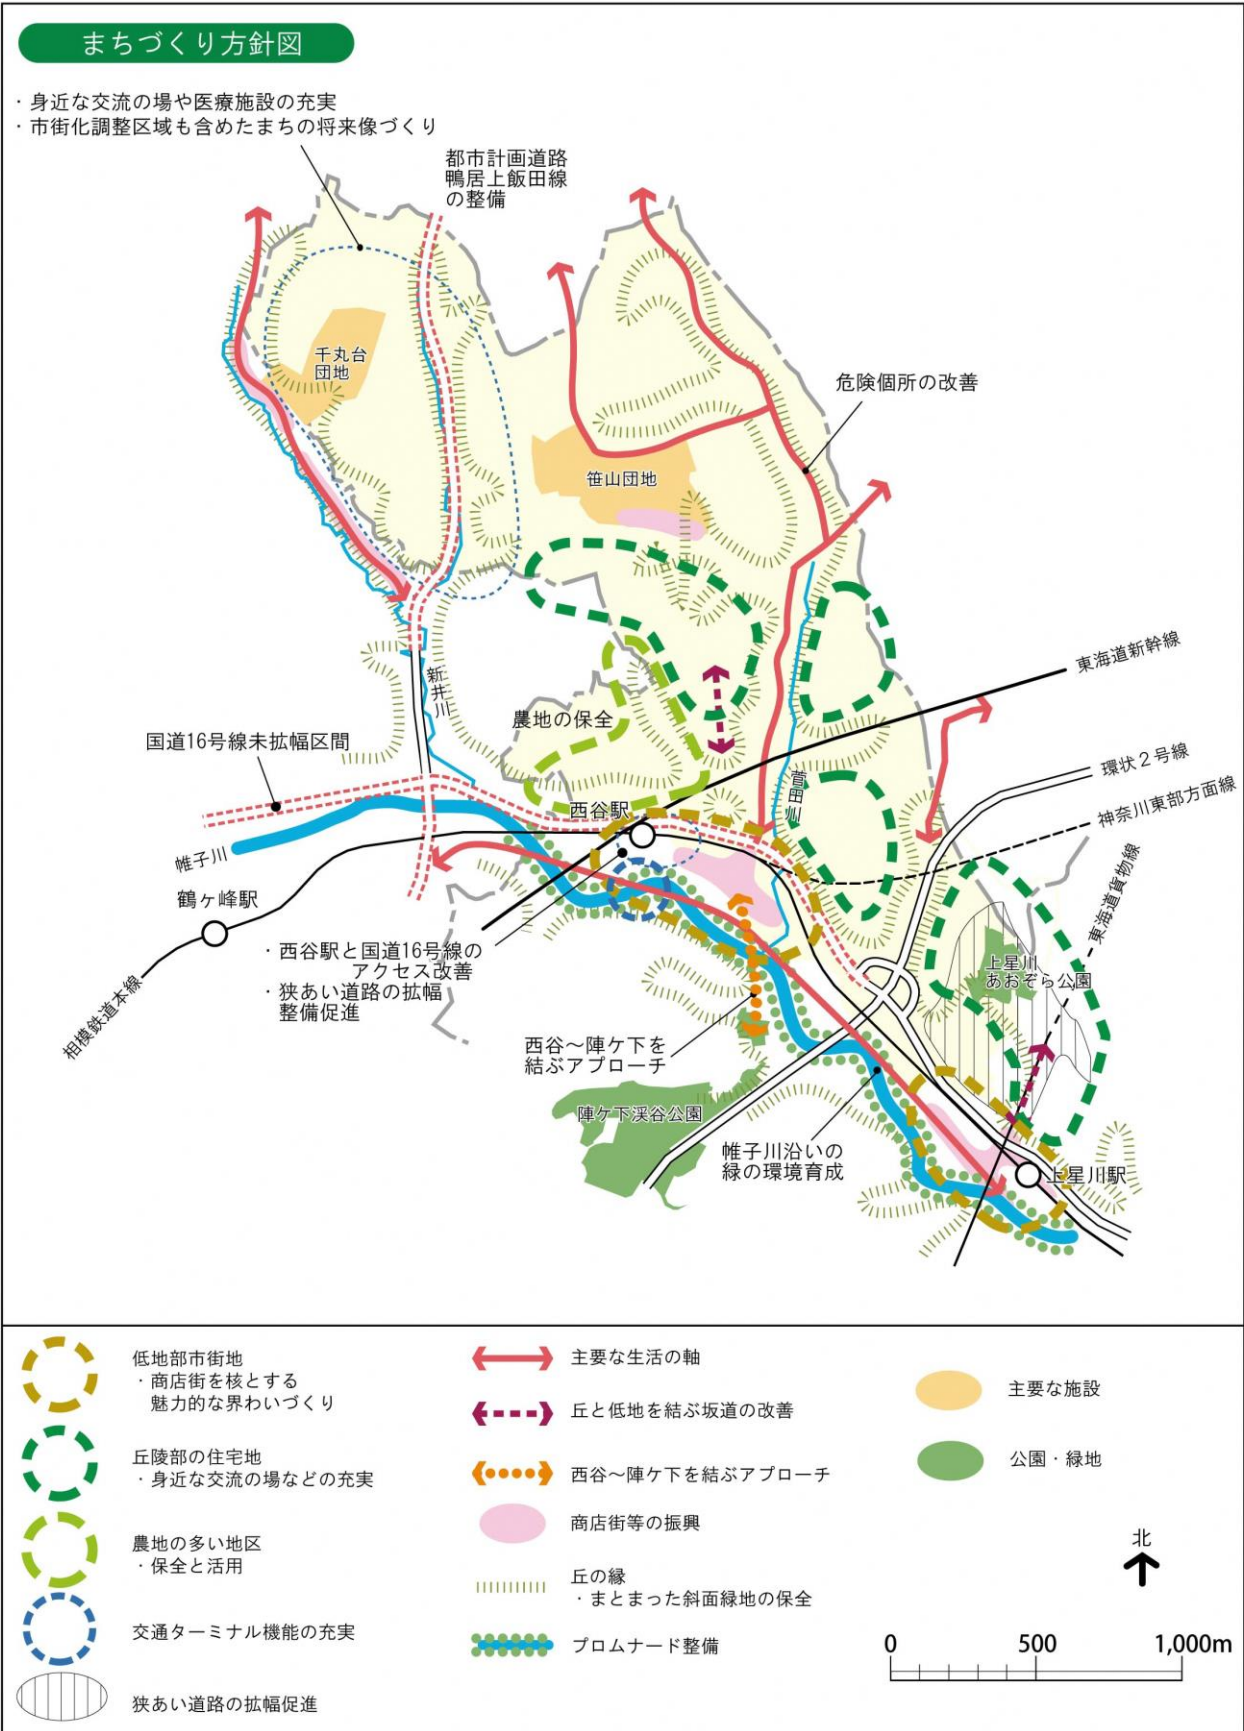 まちづくり方針図
・身近な交流の場や医療施設の充実
・市街化調整区域も含めたまちの将来像づくり
都市計画道路
鴨居上飯田線
の整備
千丸台
団地
危険個所の改善
笹山団地
東海道新幹線
新井川
農地の保全
国道16号線未拡幅区間
環状2号線
菅田川
西谷駅
神奈川東部方面線
帷子川
東海道貨物線
鶴ヶ峰駅
・西谷駅と国道16号線の
アクセス改善
・狭あい道路の拡幅
整備促進
上星川
あおぞら公園
相模鉄道本線
西谷〜陣ケ下を
結ぶアプローチ
陣ケ下渓谷公園
帷子川沿いの
緑の環境育成
上星川駅
低地部市街地
・商店街を核とする
魅力的な界わいづくり
丘陵部の住宅地
・身近な交流の場などの充実
農地の多い地区
・保全と活用
交通ターミナル機能の充実
狭あい道路の拡幅促進
主要な生活の軸
丘と低地を結ぶ坂道の改善
西谷〜陣ケ下を結ぶアプローチ
商店街等の振興
丘の縁
・まとまった斜面緑地の保全
プロムナード整備
主要な施設
公園・緑地
北
0 500 1,000m